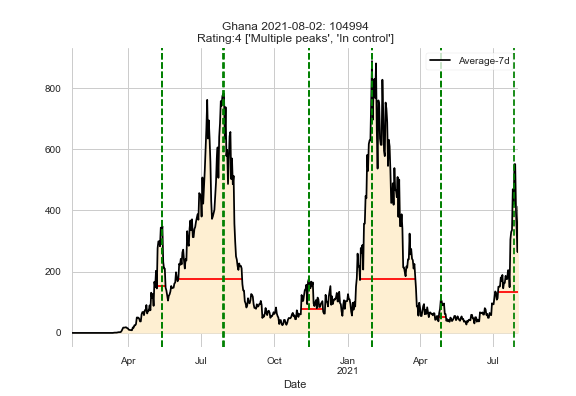 Ghana 2021-08-02: 104994
Rating:4 ['Multiple peaks', 'In control']
Average-7d
800
600
400
200
0
Apr
Jul
Oct
Jan
2021
Apr
Jul
Date